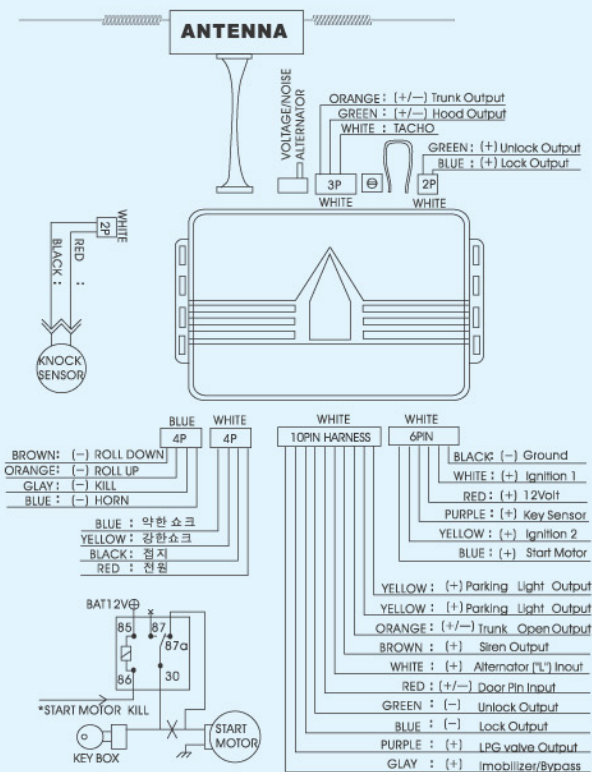 ANTENNA
VOLTAGE/NOISE
ALTERNATOR
ORANGE: (+/−) Trunk Output
GREEN: (+/−) Hood Output
WHITE : TACHO
GREEN: (+) Unlock Output
BLUE: (+) Lock Output
3P
2P
WHITE
WHITE
WHITE
2P
RED :
BLACK :
KNOCK
SENSOR
BLUE
WHITE
4P
4P
BROWN: (−) ROLL DOWN
ORANGE: (−) ROLL UP
GLAY: (−) KILL
BLUE: (−) HORN
BLUE : 약한쇼크
YELLOW: 강한쇼크
BLACK: 접지
RED : 전원
WHITE
WHITE
10PIN HARNESS
6PIN
BLACK: (−) Ground
WHITE: (+) Ignition 1
RED: (+) 12Volt
PURPLE: (+) Key Sensor
YELLOW: (+) Ignition 2
BLUE: (+) Start Motor
YELLOW: (+) Parking Light Output
YELLOW: (+) Parking Light Output
ORANGE: (+/−) Trunk Open Output
BROWN: (+) Siren Output
WHITE : (+) Alternator ("L") Inout
RED: (+/−) Door Pin Input
GREEN : (−) Unlock Output
BLUE : (−) Lock Output
PURPLE : (+) LPG valve Output
GLAY : (+) Imobilizer/Bypass
BAT12V⊕
85
87
87a
86
30
*START MOTOR KILL
KEY BOX
START
MOTOR